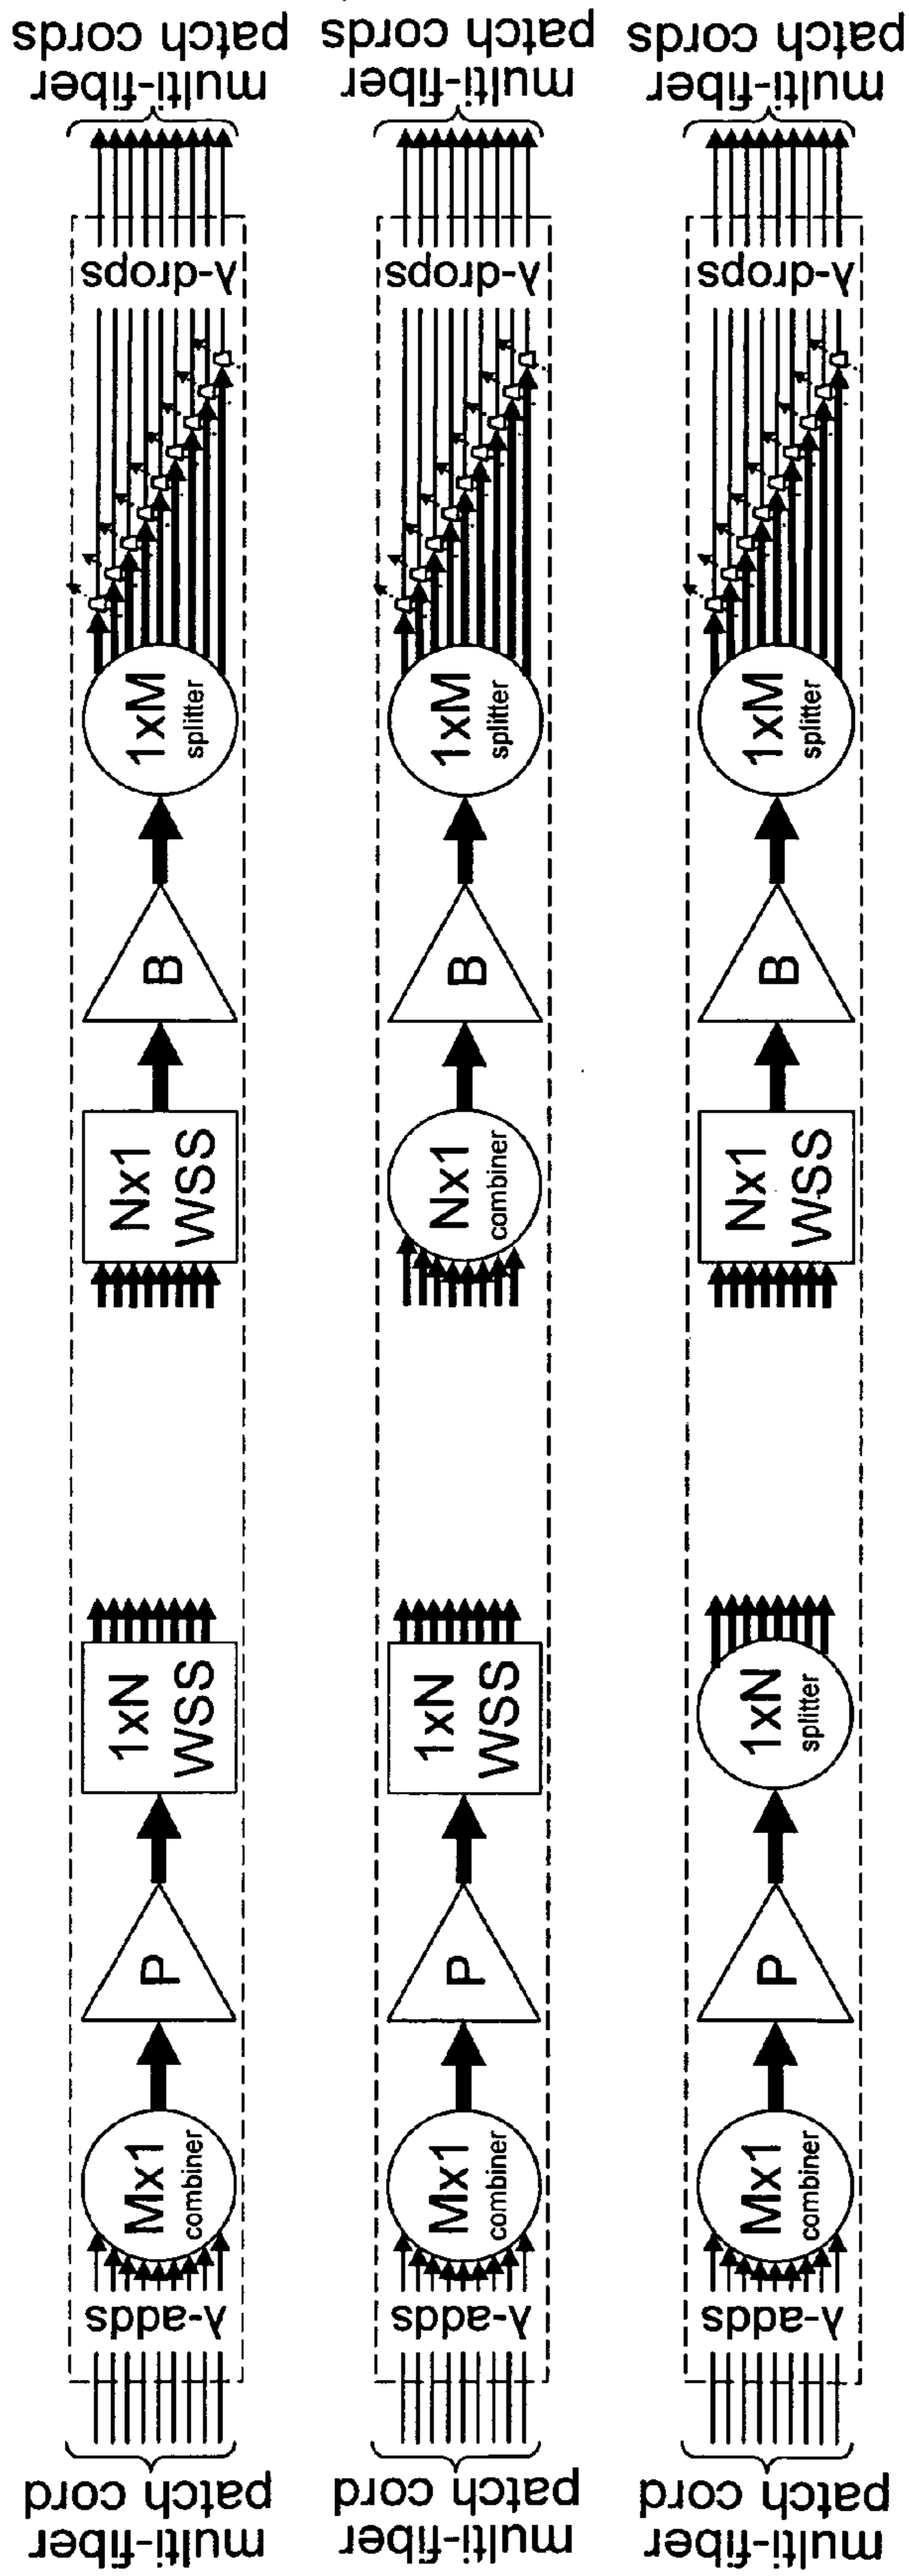 multi-fiber
patch cords
λ-drops
1xM
splitter
B
Nx1
WSS
1xN
WSS
P
Mx1
combiner
λ-adds
multi-fiber
patch cord
multi-fiber
patch cords
λ-drops
1xM
splitter
B
Nx1
combiner
1xN
WSS
P
Mx1
combiner
λ-adds
multi-fiber
patch cord
multi-fiber
patch cords
λ-drops
1xM
splitter
B
Nx1
WSS
1xN
splitter
P
Mx1
combiner
λ-adds
multi-fiber
patch cord